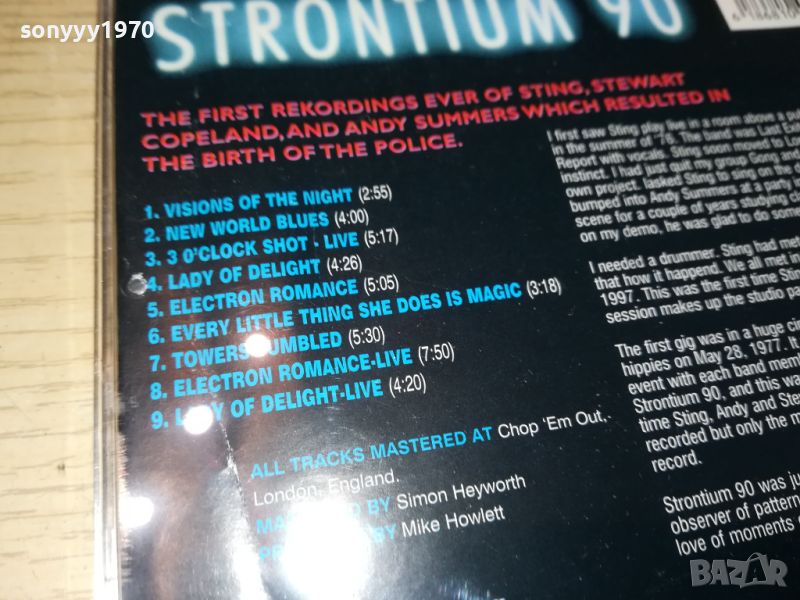 sonyyy1970
STRONTIUM 90
THE FIRST REKORDINGS EVER OF STING, STEWART
COPELAND, AND ANDY SUMMERS WHICH RESULTED IN
THE BIRTH OF THE POLICE.
1. VISIONS OF THE NIGHT (2:55)
2. NEW WORLD BLUES (4:00)
3. 3 O'CLOCK SHOT - LIVE (5:17)
4. LADY OF DELIGHT (4:26)
5. ELECTRON ROMANCE (5:05)
6. EVERY LITTLE THING SHE DOES IS MAGIC (3:18)
7. TOWERS TUMBLED (5:30)
8. ELECTRON ROMANCE-LIVE (7:50)
9. LADY OF DELIGHT-LIVE (4:20)
ALL TRACKS MASTERED AT Chop 'Em Out,
London, England.
BY Simon Heyworth
BY Mike Howlett
I first saw Sting play live in a room above a
in the summer of '76. The band was Last
Report with vocals. Sting soon moved to
instinct. I had just quit my group Gong and
own project. Iasked Sting to sing on the
bumped into Andy Summers at a party
scene for a couple of years studying
on my demo, he was glad to do
I needed a drummer. Sting had met
that how it happend. We all met in
1997. This was the first time
session makes up the studio
The first gig was in a huge
hippies on May 28, 1977. It
event with each band
Strontium 90, and this was
time Sting, Andy and
recorded but only the
record.
Strontium 90 was
observer of
love of moments
BAZAR